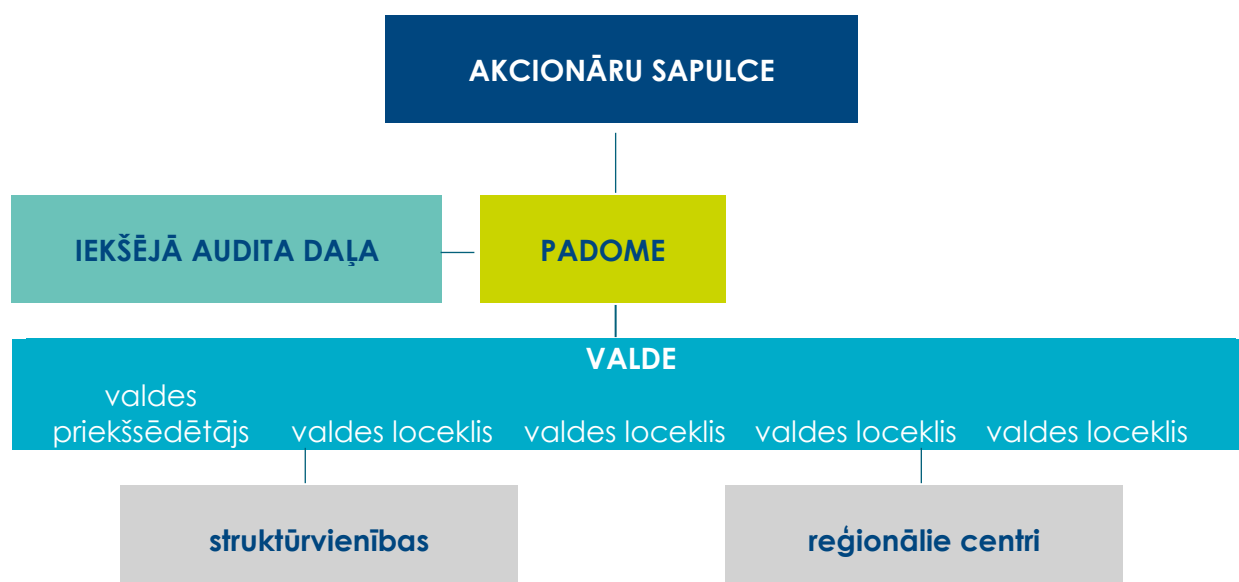 AKCIONĀRU SAPULCE
IEKŠĒJĀ AUDITA DAĻA
PADOME
VALDE
valdes
priekšsēdētājs
valdes loceklis
valdes loceklis
valdes loceklis
valdes loceklis
struktūrvienības
reģionālie centri